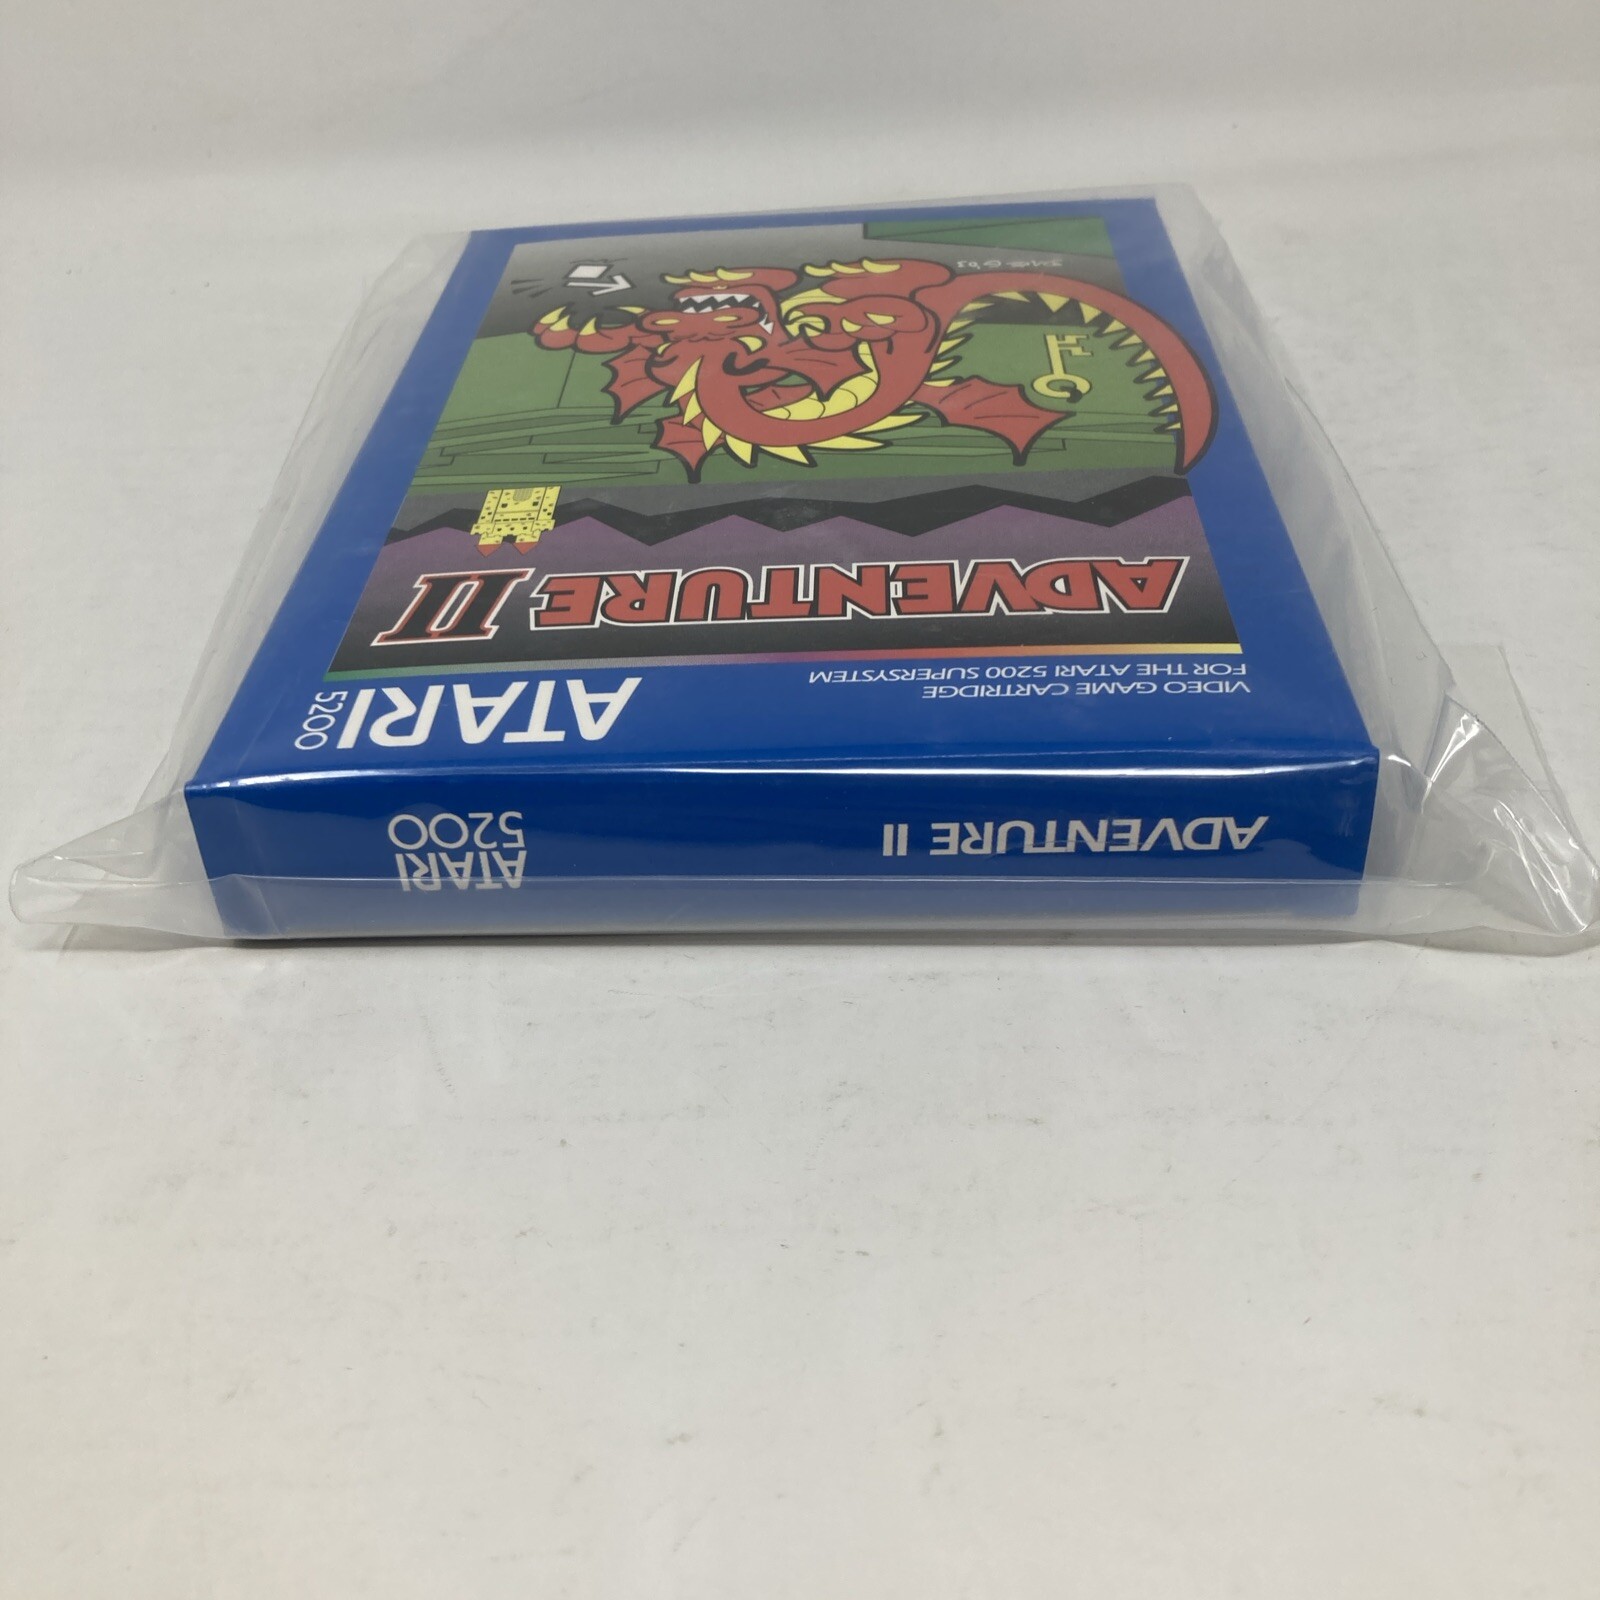 ADVENTURE II
ATARI
5200
VIDEO GAME CARTRIDGE
FOR THE ATARI 5200 SUPERSYSTEM
ATARI
5200
ADVENTURE II